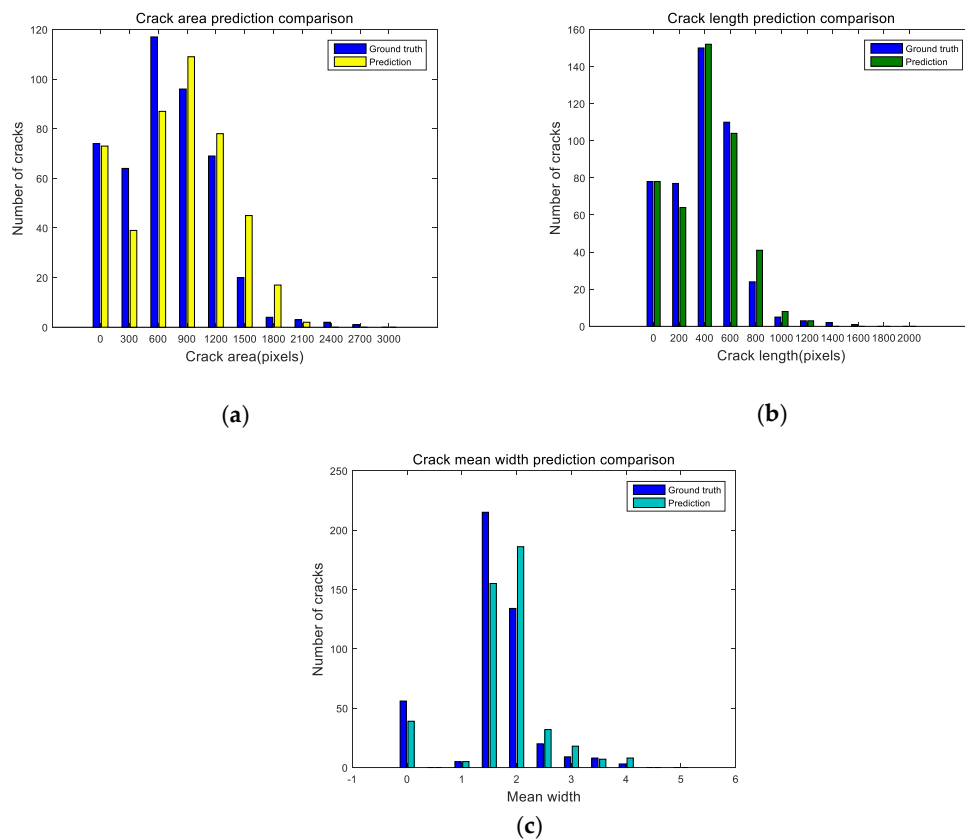 Crack area prediction comparison
120
100
80
60
40
20
0
Number of cracks
Ground truth
Prediction
0 300 600 900 1200 1500 1800 2100 2400 2700 3000
Crack area(pixels)
(a)
Crack length prediction comparison
160
140
120
100
80
60
40
20
0
Number of cracks
Ground truth
Prediction
0 200 400 600 800 1000 1200 1400 1600 1800 2000
Crack length(pixels)
(b)
Crack mean width prediction comparison
250
200
150
100
50
0
Number of cracks
Ground truth
Prediction
-1 0 1 2 3 4 5 6
Mean width
(c)